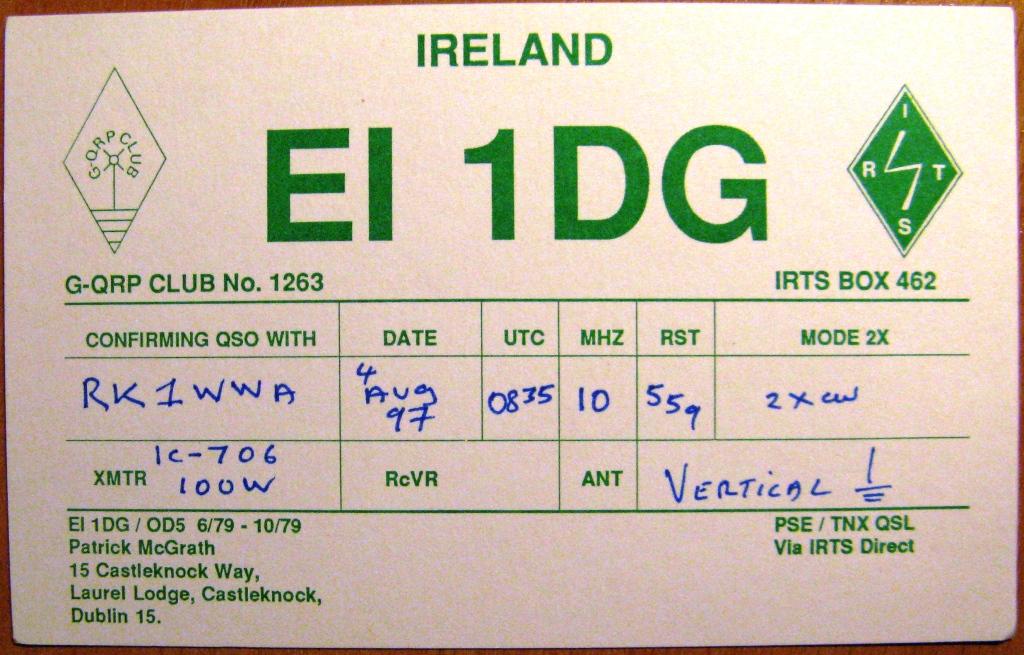 IRELAND
G-QRP CLUB
EI 1DG
I
R T
S
G-QRP CLUB No. 1263
IRTS BOX 462
CONFIRMING QSO WITH DATE UTC MHZ RST MODE 2X
RK1WWA 4 Aug 97 0835 10 559 2xcw
XMTR IC-706 100W RcVR ANT VERTICAL
EI 1DG / OD5 6/79 - 10/79
Patrick McGrath
15 Castleknock Way,
Laurel Lodge, Castleknock,
Dublin 15.
PSE / TNX QSL
Via IRTS Direct